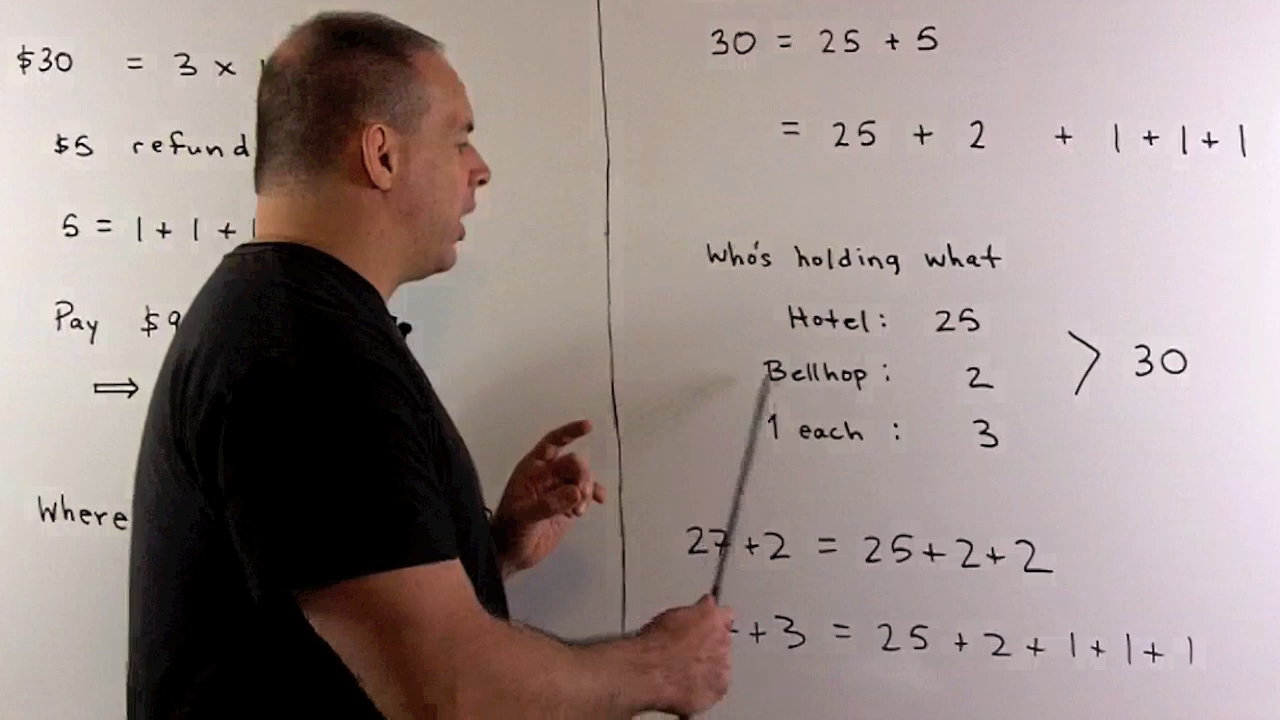 $30 = 3 ×
$5 refund
5 = 1 + 1 +
Pay $9
⟹
Where
30 = 25 + 5
= 25 + 2 + 1 + 1 + 1
Who's holding what
Hotel: 25
Bellhop: 2 > 30
1 each: 3
27 + 2 = 25 + 2 + 2
+ 3 = 25 + 2 + 1 + 1 + 1